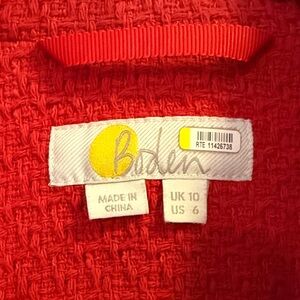 Boden
RTE 11426738
MADE IN
CHINA
UK 10
US 6